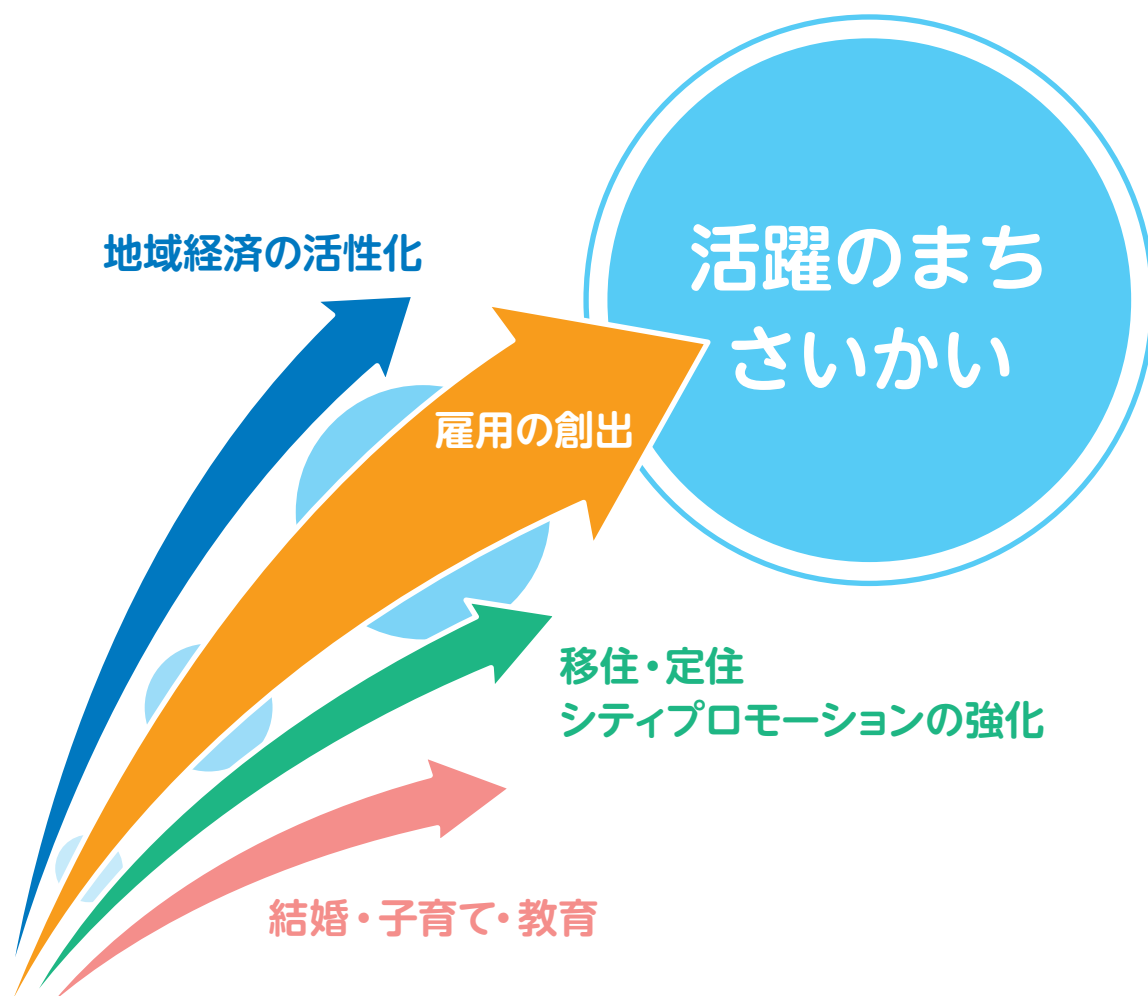 地域経済の活性化
活躍のまち
さいかい
雇用の創出
移住・定住
シティプロモーションの強化
結婚・子育て・教育